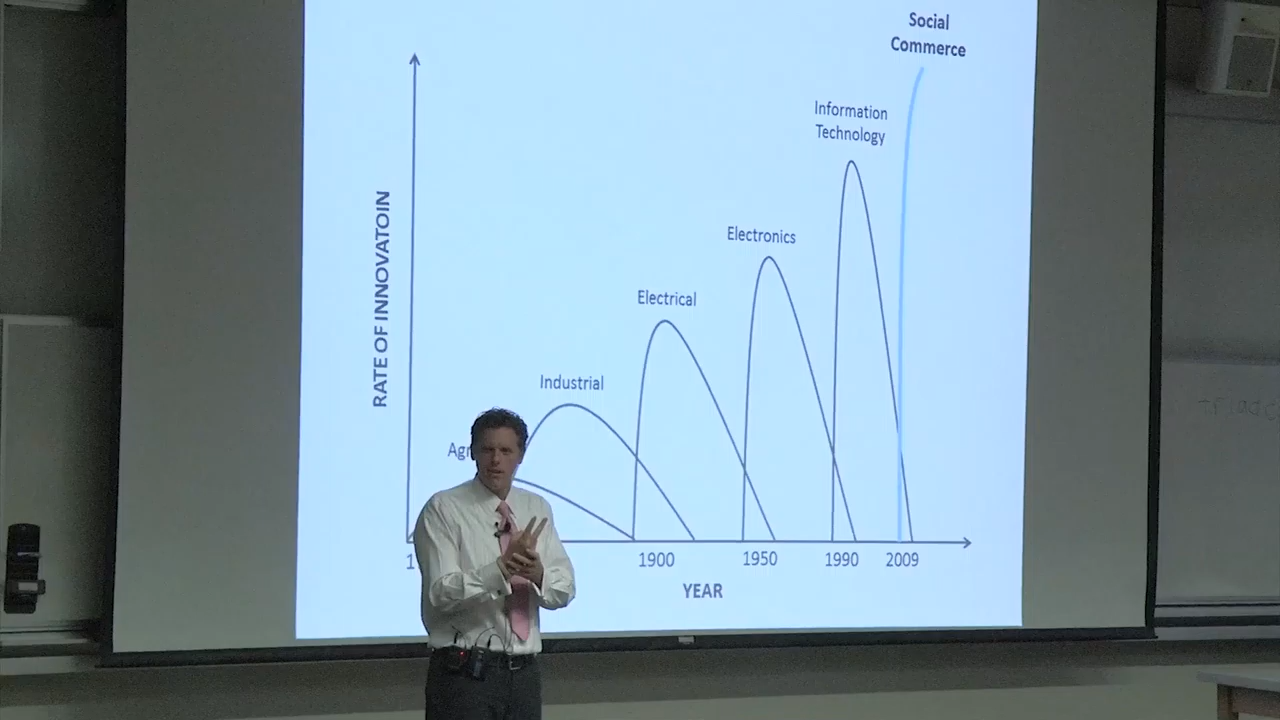 Social
Commerce
Information
Technology
Electronics
Electrical
Industrial
RATE OF INNOVATOIN
1900
1950
1990
2009
YEAR